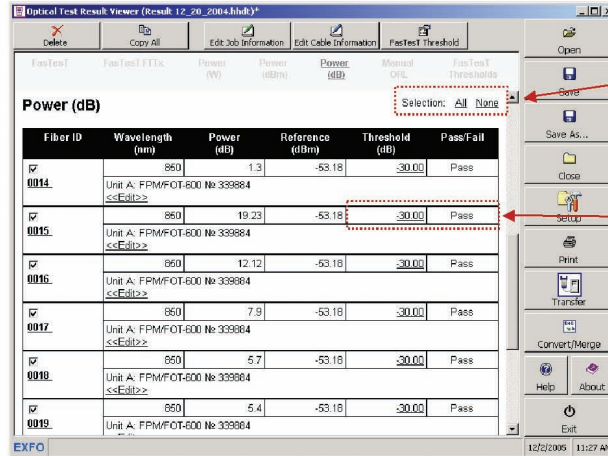 Optical Test Result Viewer (Result 12_20_2004.hhdt)*
Delete
Copy All
Edit Job Information
Edit Cable Information
FasTesT Threshold
FasTesT
FasTesT FTTx
Power (W)
Power (dBm)
Power (dB)
Manual ORL
FasTesT Thresholds
Power (dB)
Selection: All None
Fiber ID Wavelength (nm) Power (dB) Reference (dBm) Threshold (dB) Pass/Fail
850 1.3 -53.18 -30.00 Pass
0014 Unit A: FPM/FOT-600 № 339884
<<Edit>>
850 19.23 -53.18 -30.00 Pass
0015 Unit A: FPM/FOT-600 № 339884
<<Edit>>
850 12.12 -53.18 -30.00 Pass
0016 Unit A: FPM/FOT-600 № 339884
<<Edit>>
850 7.9 -53.18 -30.00 Pass
0017 Unit A: FPM/FOT-600 № 339884
<<Edit>>
850 5.7 -53.18 -30.00 Pass
0018 Unit A: FPM/FOT-600 № 339884
<<Edit>>
850 5.4 -53.18 -30.00 Pass
0019 Unit A: FPM/FOT-600 № 339884
Open
Save
Save As...
Close
Setup
Print
Transfer
Convert/Merge
Help About
Exit
EXFO
12/2/2005 11:27 AM